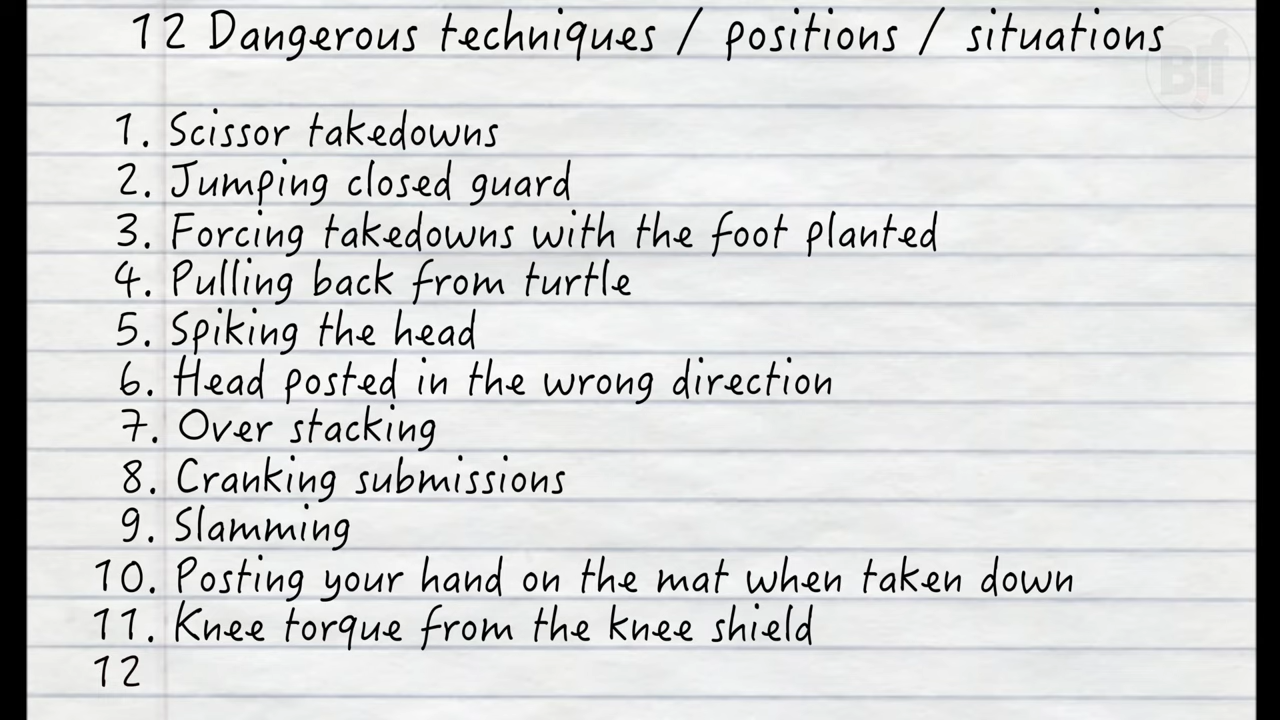 12 Dangerous techniques / positions / situations
1. Scissor takedowns
2. Jumping closed guard
3. Forcing takedowns with the foot planted
4. Pulling back from turtle
5. Spiking the head
6. Head posted in the wrong direction
7. Over stacking
8. Cranking submissions
9. Slamming
10. Posting your hand on the mat when taken down
11. Knee torque from the knee shield
12